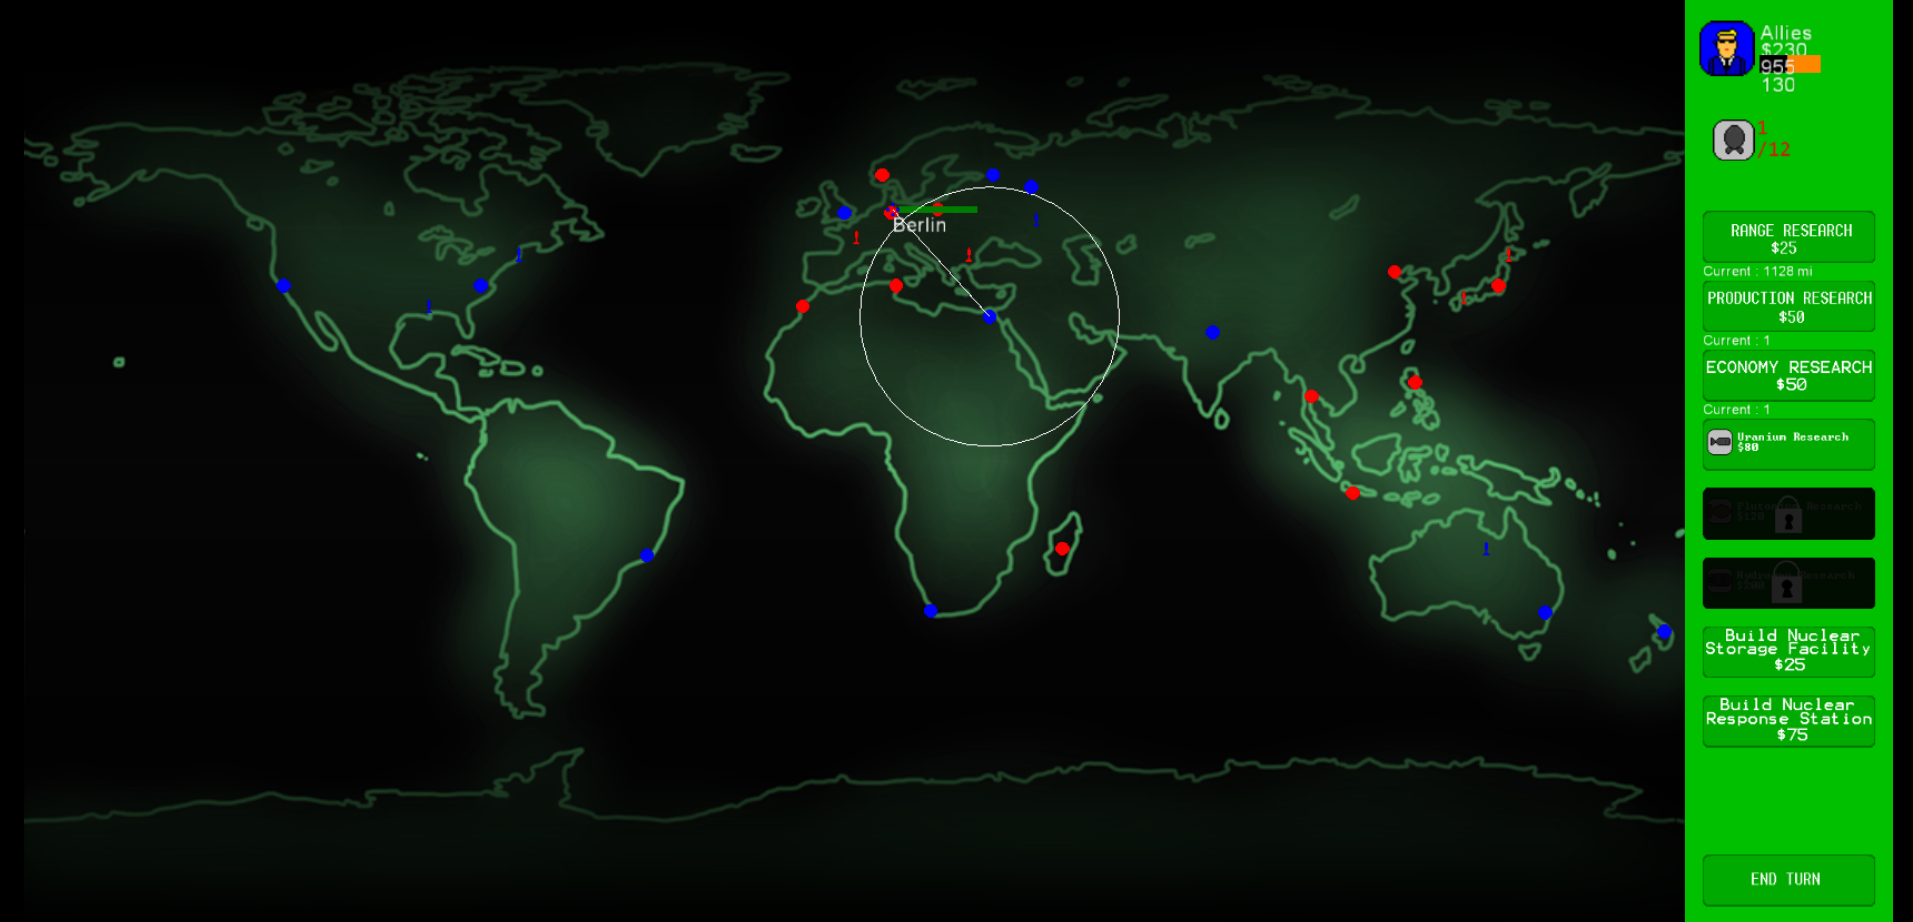 Allies
$230
955
130
1
/12
Berlin
RANGE RESEARCH
$25
Current : 1128 mi
PRODUCTION RESEARCH
$50
Current : 1
ECONOMY RESEARCH
$50
Current : 1
Uranium Research
$80
Research
Research
Build Nuclear
Storage Facility
$25
Build Nuclear
Response Station
$75
END TURN